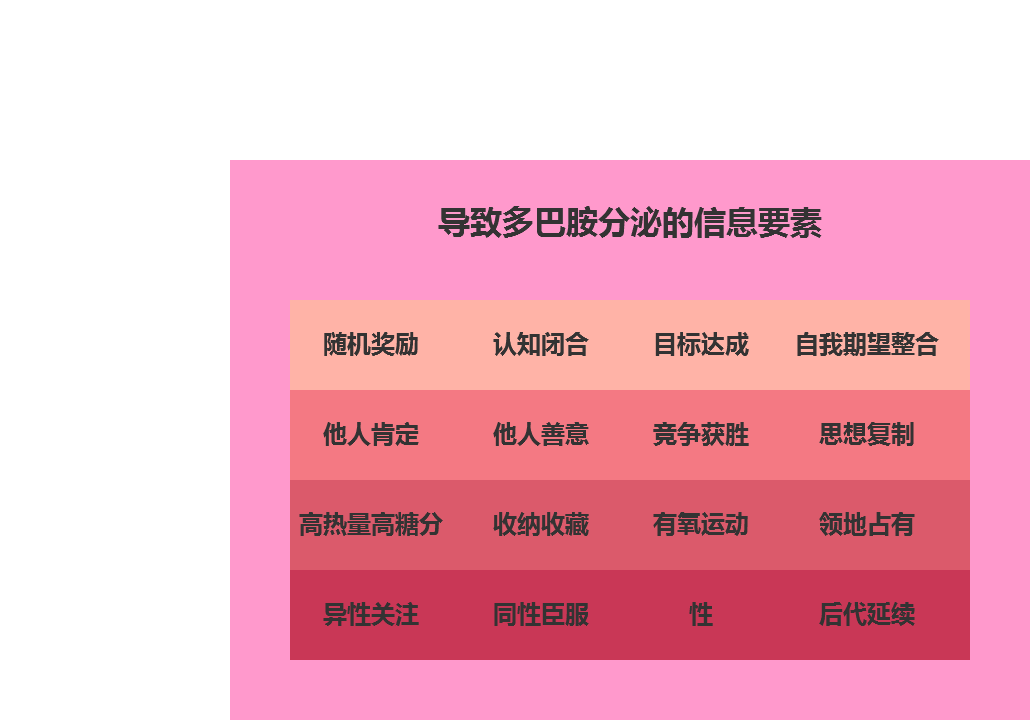 导致多巴胺分泌的信息要素
随机奖励 认知闭合 目标达成 自我期望整合
他人肯定 他人善意 竞争获胜 思想复制
高热量高糖分 收纳收藏 有氧运动 领地占有
异性关注 同性臣服 性 后代延续